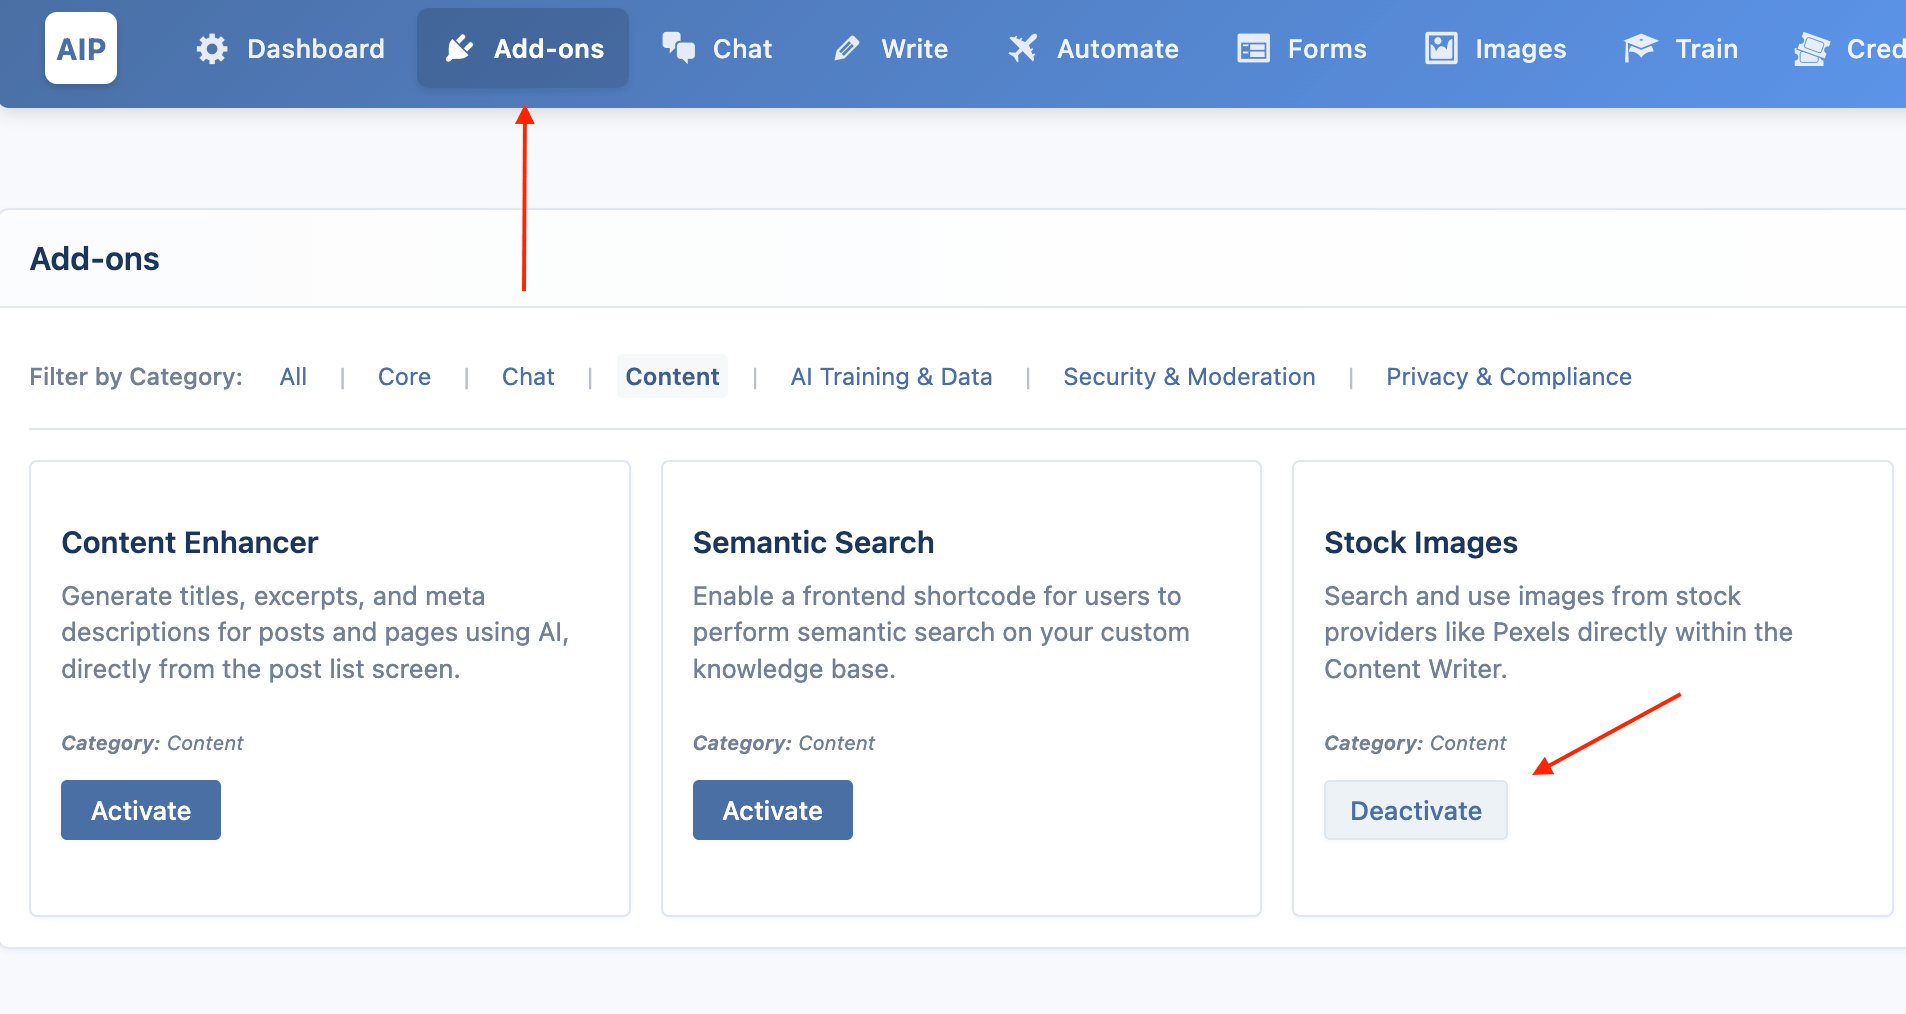 AIP Dashboard Add-ons Chat Write Automate Forms Images Train Cred
Add-ons
Filter by Category: All | Core | Chat | Content | AI Training & Data | Security & Moderation | Privacy & Compliance
Content Enhancer
Generate titles, excerpts, and meta
descriptions for posts and pages using AI,
directly from the post list screen.
Category: Content
Activate
Semantic Search
Enable a frontend shortcode for users to
perform semantic search on your custom
knowledge base.
Category: Content
Activate
Stock Images
Search and use images from stock
providers like Pexels directly within the
Content Writer.
Category: Content
Deactivate